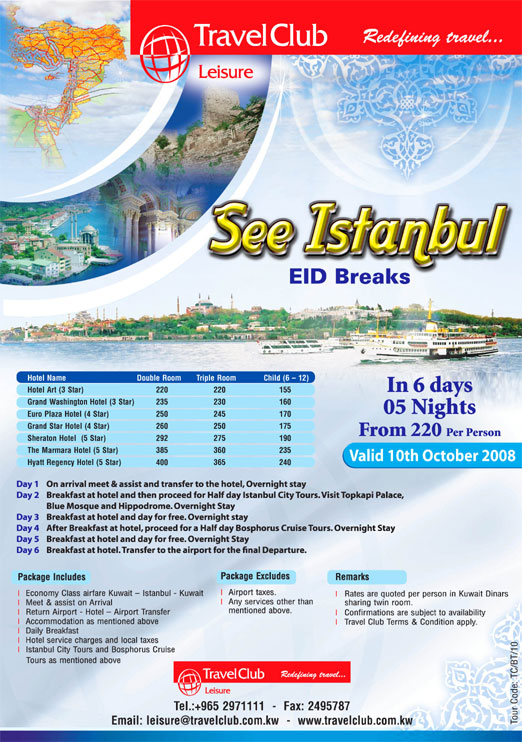 TravelClub
Leisure
Redefining travel...
See Istanbul
EID Breaks
Hotel Name Double Room Triple Room Child (6 – 12)
Hotel Art (3 Star) 220 220 155
Grand Washington Hotel (3 Star) 235 230 160
Euro Plaza Hotel (4 Star) 250 245 170
Grand Star Hotel (4 Star) 260 250 175
Sheraton Hotel (5 Star) 292 275 190
The Marmara Hotel (5 Star) 385 360 235
Hyatt Regency Hotel (5 Star) 400 365 240
In 6 days
05 Nights
From 220 Per Person
Valid 10th October 2008
Day 1 On arrival meet & assist and transfer to the hotel, Overnight stay
Day 2 Breakfast at hotel and then proceed for Half day Istanbul City Tours. Visit Topkapi Palace,
Blue Mosque and Hippodrome. Overnight Stay
Day 3 Breakfast at hotel and day for free. Overnight stay
Day 4 After Breakfast at hotel, proceed for a Half day Bosphorus Cruise Tours. Overnight Stay
Day 5 Breakfast at hotel and day for free. Overnight Stay
Day 6 Breakfast at hotel. Transfer to the airport for the final Departure.
Package Includes
Economy Class airfare Kuwait – Istanbul - Kuwait
Meet & assist on Arrival
Return Airport - Hotel – Airport Transfer
Accommodation as mentioned above
Daily Breakfast
Hotel service charges and local taxes
Istanbul City Tours and Bosphorus Cruise
Tours as mentioned above
Package Excludes
Airport taxes.
Any services other than
mentioned above.
Remarks
Rates are quoted per person in Kuwait Dinars
sharing twin room.
Confirmations are subject to availability
Travel Club Terms & Condition apply.
TravelClub
Leisure
Redefining travel...
Tel.:+965 2971111 - Fax: 2495787
Email: leisure@travelclub.com.kw - www.travelclub.com.kw
Tour Code: TC/BT/10